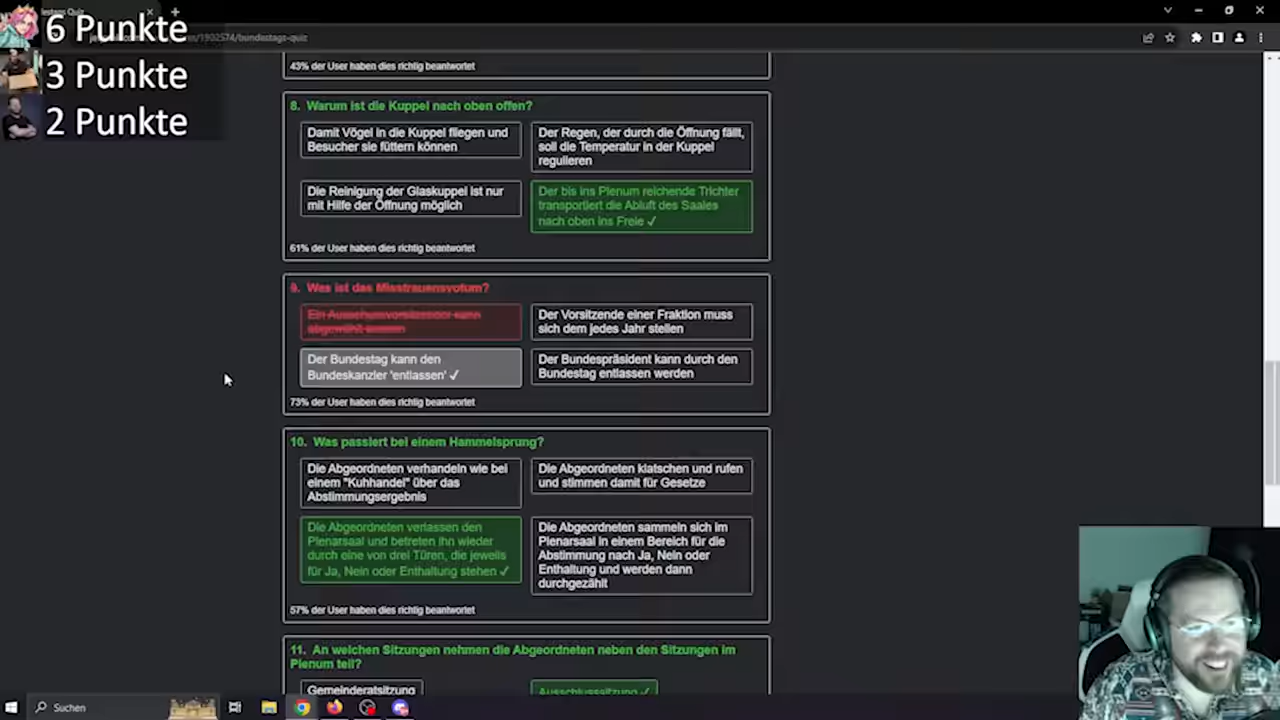 6 Punkte
3 Punkte
2 Punkte
/1932574/bundestags-quiz
43% der User haben dies richtig beantwortet
8. Warum ist die Kuppel nach oben offen?
Damit Vögel in die Kuppel fliegen und
Besucher sie füttern können
Der Regen, der durch die Öffnung fällt,
soll die Temperatur in der Kuppel
regulieren
Die Reinigung der Glaskuppel ist nur
mit Hilfe der Öffnung möglich
Der bis ins Plenum reichende Trichter
transportiert die Abluft des Saales
nach oben ins Freie ✓
61% der User haben dies richtig beantwortet
9. Was ist das Misstrauensvotum?
Ein Ausschussvorsitzender kann
abgewählt werden
Der Vorsitzende einer Fraktion muss
sich dem jedes Jahr stellen
Der Bundestag kann den
Bundeskanzler 'entlassen' ✓
Der Bundespräsident kann durch den
Bundestag entlassen werden
73% der User haben dies richtig beantwortet
10. Was passiert bei einem Hammelsprung?
Die Abgeordneten verhandeln wie bei
einem "Kuhhandel" über das
Abstimmungsergebnis
Die Abgeordneten klatschen und rufen
und stimmen damit für Gesetze
Die Abgeordneten verlassen den
Plenarsaal und betreten ihn wieder
durch eine von drei Türen, die jeweils
für Ja, Nein oder Enthaltung stehen ✓
Die Abgeordneten sammeln sich im
Plenarsaal in einem Bereich für die
Abstimmung nach Ja, Nein oder
Enthaltung und werden dann
durchgezählt
57% der User haben dies richtig beantwortet
11. An welchen Sitzungen nehmen die Abgeordneten neben den Sitzungen im
Plenum teil?
Gemeinderatsitzung
Ausschusssitzung ✓
Suchen